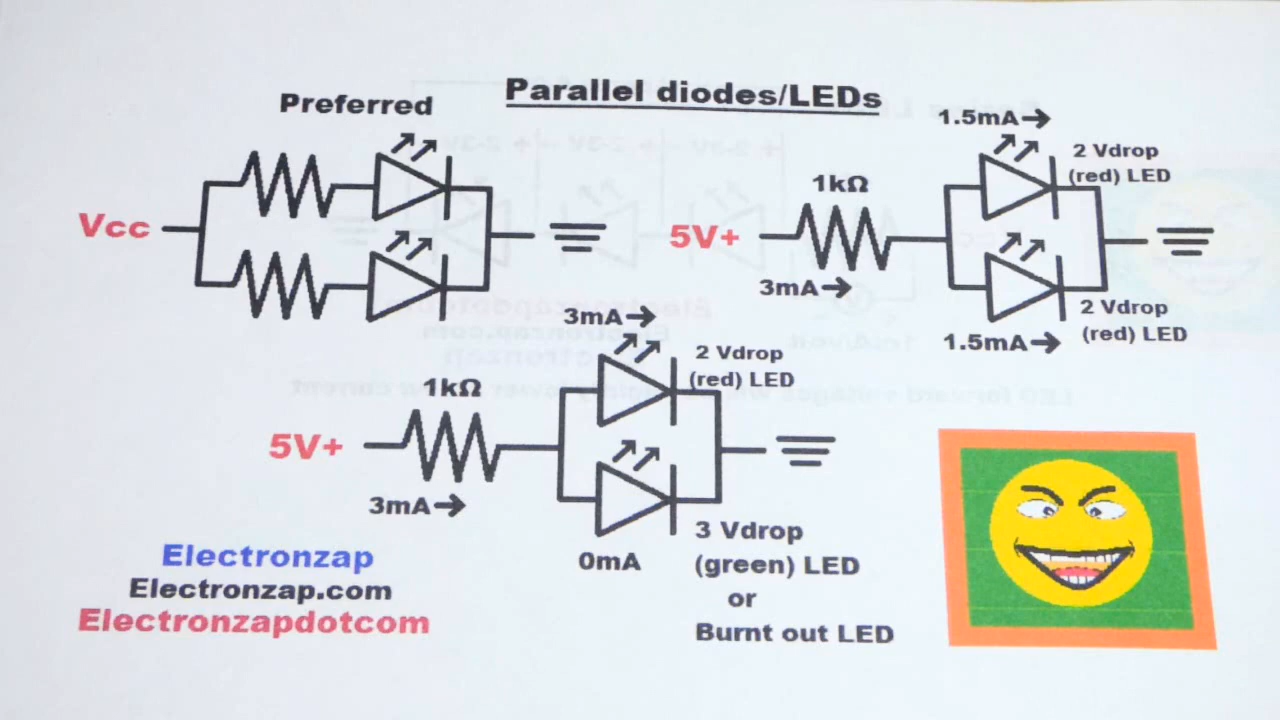 Parallel diodes/LEDs
Preferred
Vcc
1.5mA→
2 Vdrop
(red) LED
1kΩ
5V+
3mA→
2 Vdrop
(red) LED
1.5mA→
3mA→
2 Vdrop
(red) LED
1kΩ
5V+
3mA→
0mA
3 Vdrop
(green) LED
or
Burnt out LED
Electronzap
Electronzap.com
Electronzapdotcom